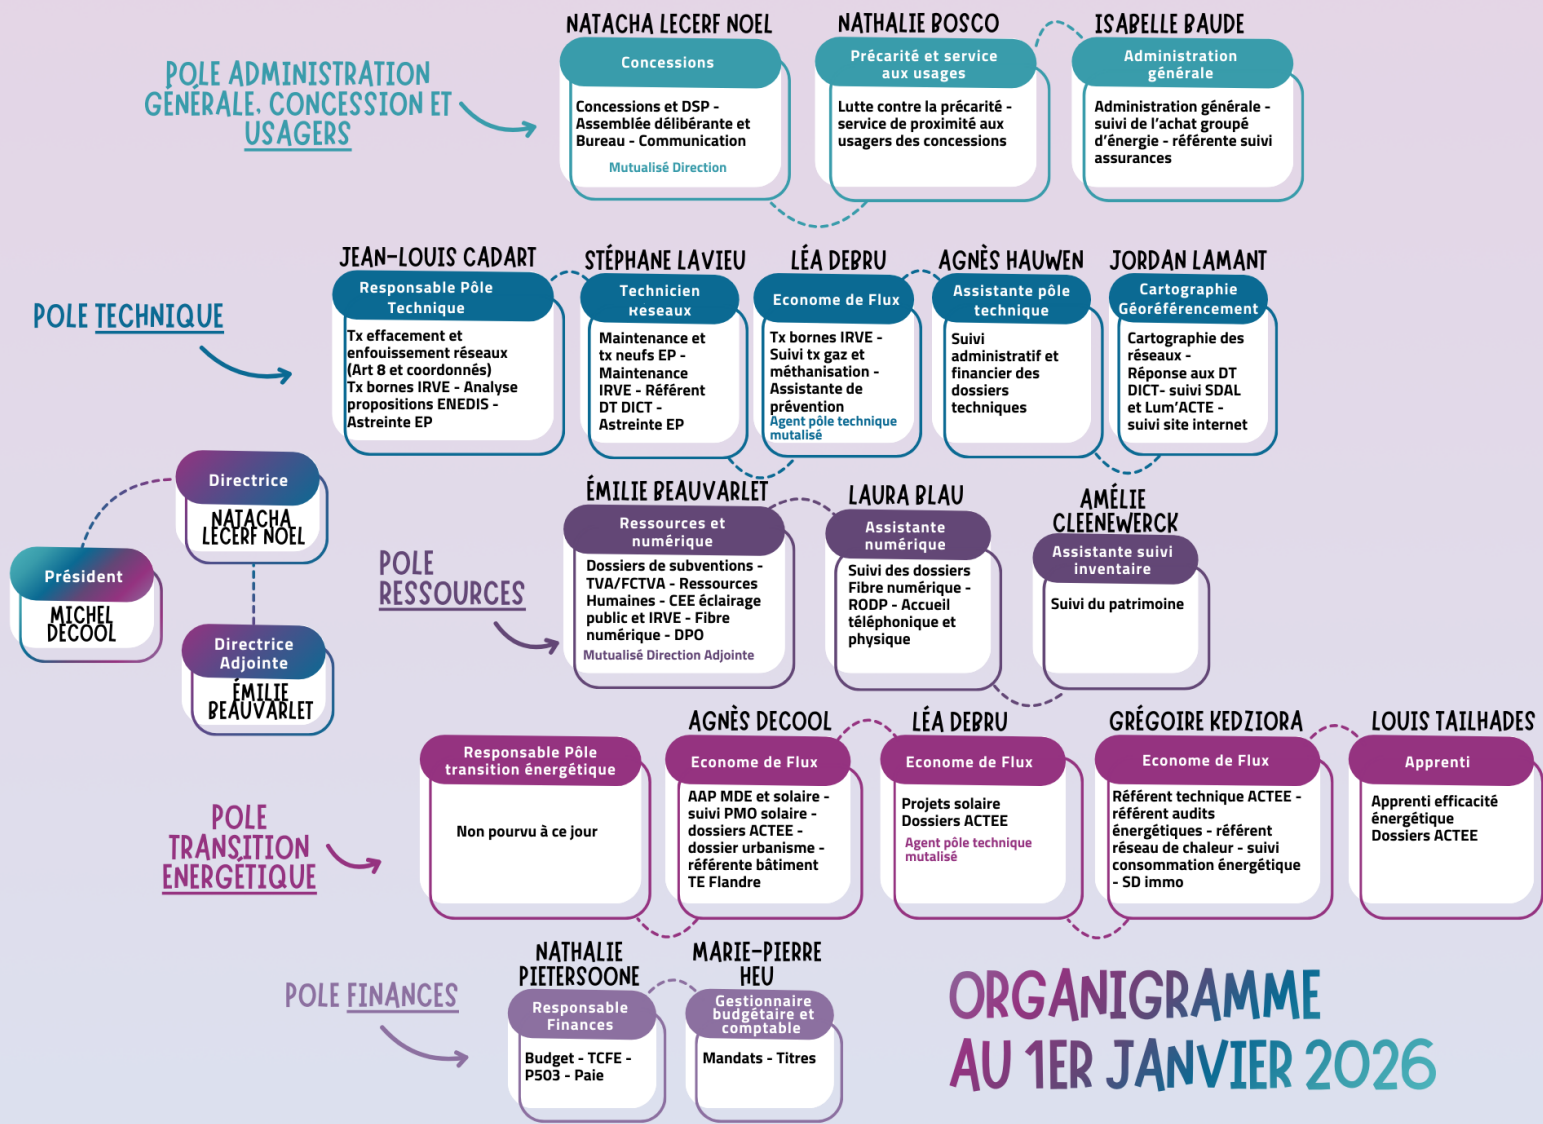 NATACHA LECERF NOEL
Concessions
Concessions et DSP -
Assemblée délibérante et
Bureau - Communication
Mutualisé Direction
NATHALIE BOSCO
Précarité et service
aux usages
Lutte contre la précarité -
service de proximité aux
usagers des concessions
ISABELLE BAUDE
Administration
générale
Administration générale -
suivi de l'achat groupé
d'énergie - référente suivi
assurances
POLE ADMINISTRATION
GÉNÉRALE, CONCESSION ET
USAGERS
POLE TECHNIQUE
JEAN-LOUIS CADART
Responsable Pôle
Technique
Tx effacement et
enfouissement réseaux
(Art 8 et coordonnés)
Tx bornes IRVE - Analyse
propositions ENEDIS -
Astreinte EP
STÉPHANE LAVIEU
Technicien
Réseaux
Maintenance et
tx neufs EP -
Maintenance
IRVE - Référent
DT DICT -
Astreinte EP
LÉA DEBRU
Econome de Flux
Tx bornes IRVE -
Suivi tx gaz et
méthanisation -
Assistante de
prévention
Agent pôle technique
mutalisé
AGNÈS HAUWEN
Assistante pôle
technique
Suivi
administratif et
financier des
dossiers
techniques
JORDAN LAMANT
Cartographie
Géoréférencement
Cartographie des
réseaux -
Réponse aux DT
DICT- suivi SDAL
et Lum'ACTE -
suivi site internet
Directrice
NATACHA
LECERF NOEL
Président
MICHEL
DECOOL
Directrice
Adjointe
ÉMILIE
BEAUVARLET
POLE
RESSOURCES
ÉMILIE BEAUVARLET
Ressources et
numérique
Dossiers de subventions -
TVA/FCTVA - Ressources
Humaines - CEE éclairage
public et IRVE - Fibre
numérique - DPO
Mutualisé Direction Adjointe
LAURA BLAU
Assistante
numérique
Suivi des dossiers
Fibre numérique -
RODP - Accueil
téléphonique et
physique
AMÉLIE
CLEENEWERCK
Assistante suivi
inventaire
Suivi du patrimoine
POLE
TRANSITION
ENERGÉTIQUE
Responsable Pôle
transition énergétique
Non pourvu à ce jour
AGNÈS DECOOL
Econome de Flux
AAP MDE et solaire -
suivi PMO solaire -
dossiers ACTEE -
dossier urbanisme -
référente bâtiment
TE Flandre
LÉA DEBRU
Econome de Flux
Projets solaire
Dossiers ACTEE
Agent pôle technique
mutalisé
GRÉGOIRE KEDZIORA
Econome de Flux
Référent technique ACTEE -
référent audits
énergétiques - référent
réseau de chaleur - suivi
consommation énergétique
- SD immo
LOUIS TAILHADES
Apprenti
Apprenti efficacité
énergétique
Dossiers ACTEE
POLE FINANCES
NATHALIE
PIETERSOONE
Responsable
Finances
Budget - TCFE -
P503 - Paie
MARIE-PIERRE
HEU
Gestionnaire
budgétaire et
comptable
Mandats - Titres
ORGANIGRAMME
AU 1ER JANVIER 2026